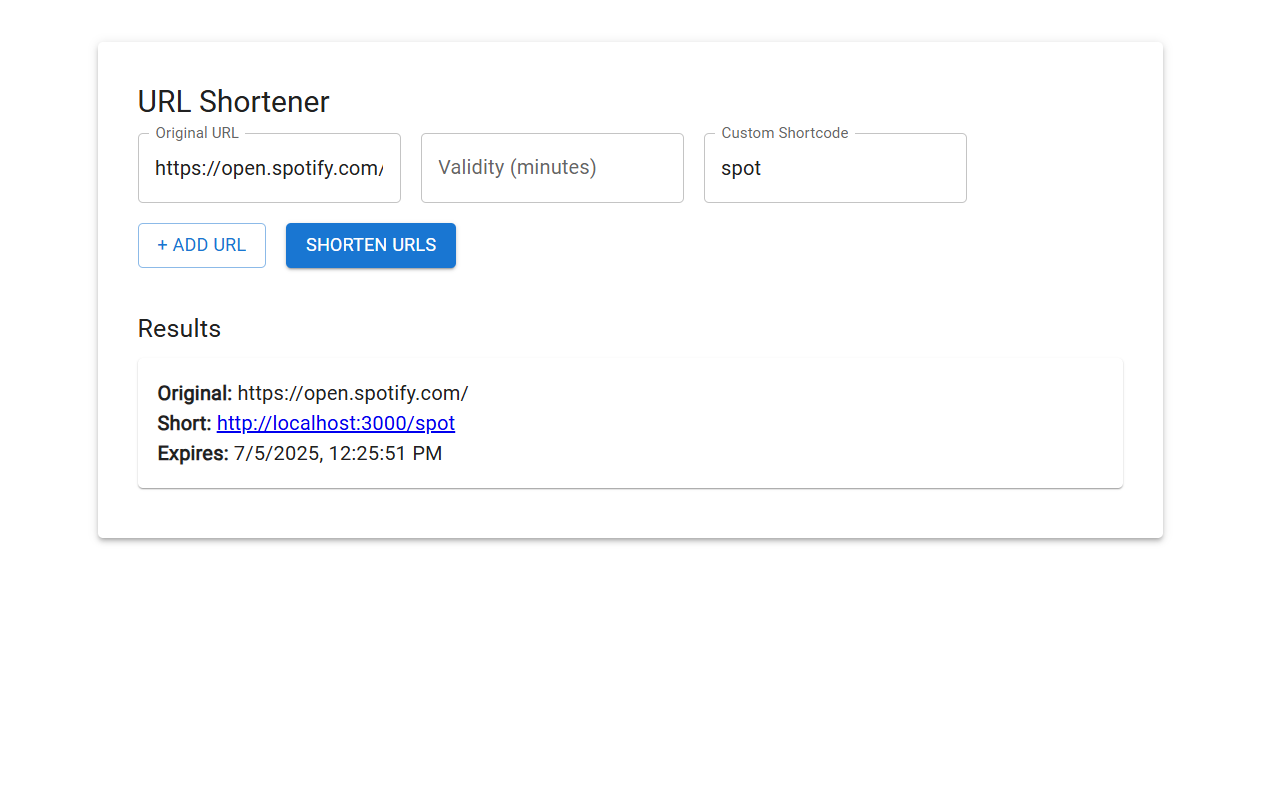 URL Shortener
Original URL
https://open.spotify.com/
Validity (minutes)
Custom Shortcode
spot
+ ADD URL
SHORTEN URLS
Results
Original: https://open.spotify.com/
Short: http://localhost:3000/spot
Expires: 7/5/2025, 12:25:51 PM